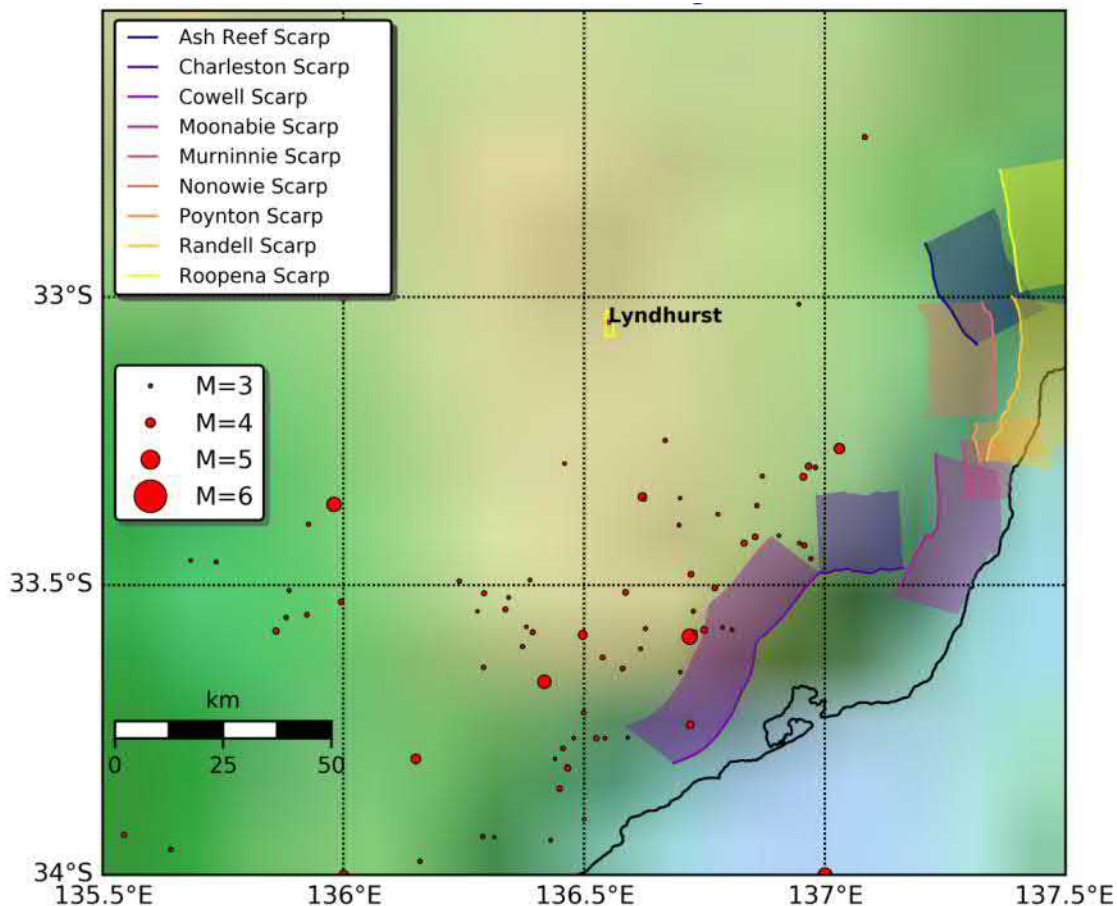 Ash Reef Scarp
Charleston Scarp
Cowell Scarp
Moonabie Scarp
Murninnie Scarp
Nonowie Scarp
Poynton Scarp
Randell Scarp
Roopena Scarp
33°S
Lyndhurst
M=3
M=4
M=5
M=6
33.5°S
km
0 25 50
34°S
135.5°E 136°E 136.5°E 137°E 137.5°E